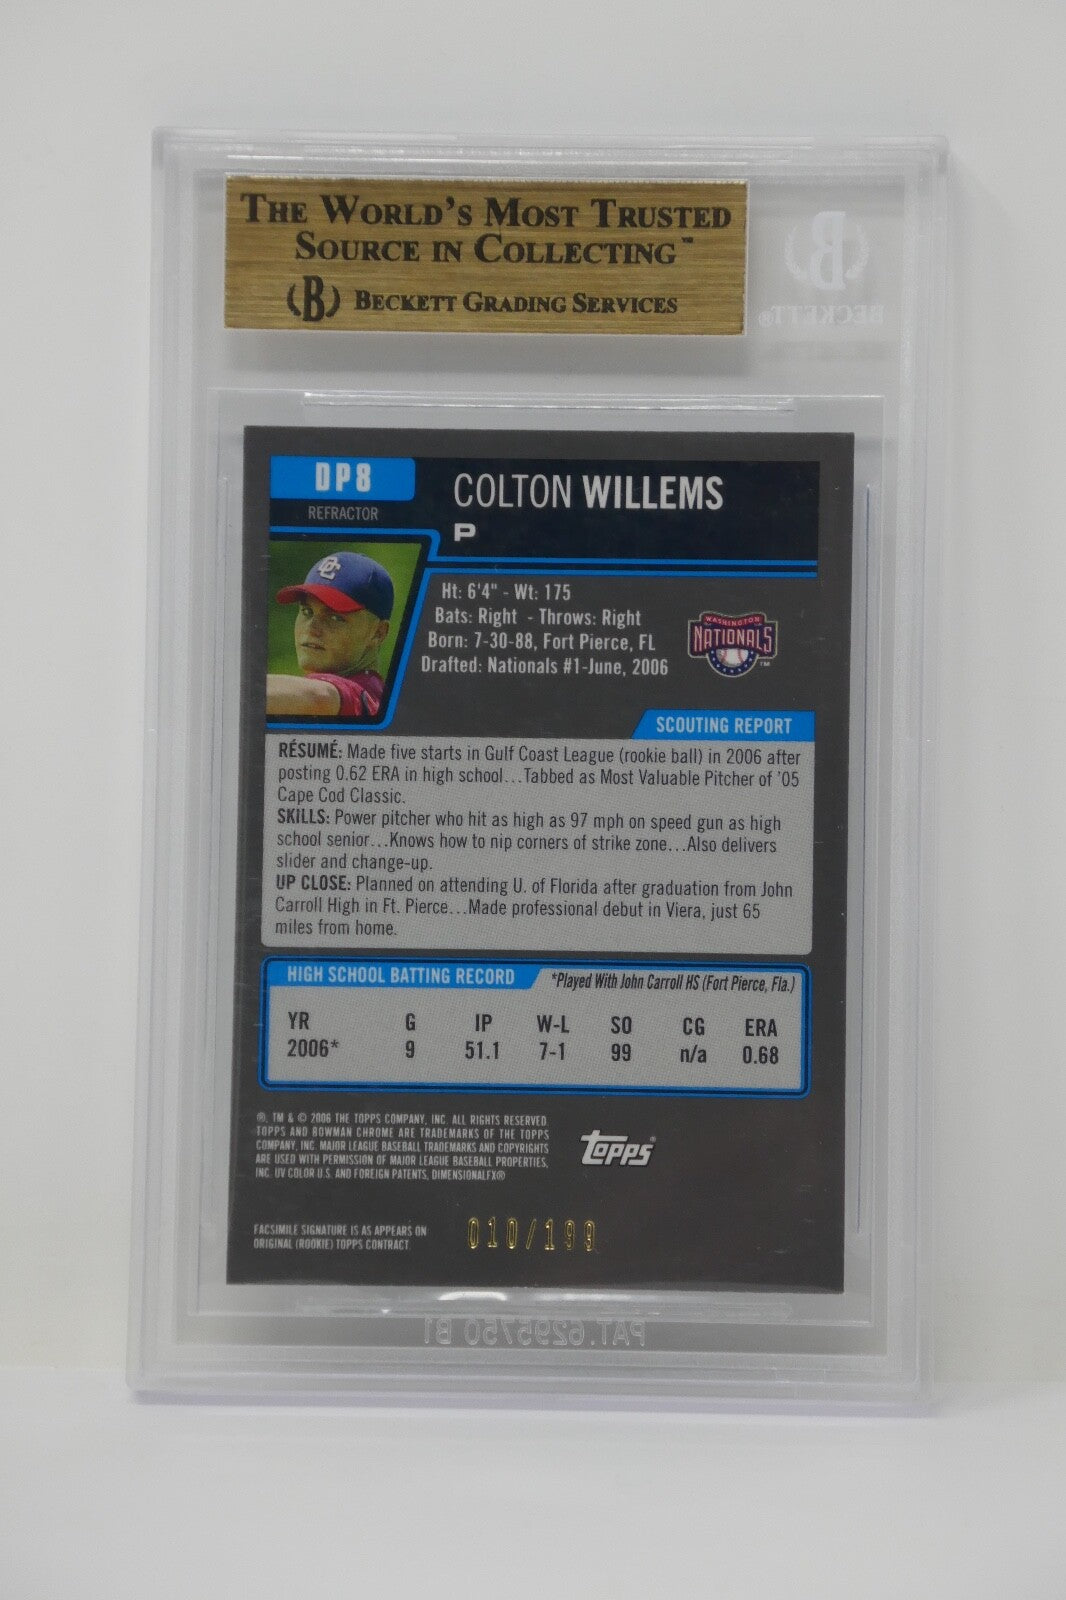 THE WORLD'S MOST TRUSTED
SOURCE IN COLLECTING™
(B) BECKETT GRADING SERVICES
B
BECKETT®
DP8
REFRACTOR
COLTON WILLEMS
P
Ht: 6'4" - Wt: 175
Bats: Right - Throws: Right
Born: 7-30-88, Fort Pierce, FL
Drafted: Nationals #1-June, 2006
WASHINGTON
NATIONALS
™
SCOUTING REPORT
RÉSUMÉ: Made five starts in Gulf Coast League (rookie ball) in 2006 after
posting 0.62 ERA in high school...Tabbed as Most Valuable Pitcher of '05
Cape Cod Classic.
SKILLS: Power pitcher who hit as high as 97 mph on speed gun as high
school senior...Knows how to nip corners of strike zone...Also delivers
slider and change-up.
UP CLOSE: Planned on attending U. of Florida after graduation from John
Carroll High in Ft. Pierce...Made professional debut in Viera, just 65
miles from home.
HIGH SCHOOL BATTING RECORD *Played With John Carroll HS (Fort Pierce, Fla.)
YR G IP W-L SO CG ERA
2006* 9 51.1 7-1 99 n/a 0.68
®, TM & © 2006 THE TOPPS COMPANY, INC. ALL RIGHTS RESERVED.
TOPPS AND BOWMAN CHROME ARE TRADEMARKS OF THE TOPPS
COMPANY, INC. MAJOR LEAGUE BASEBALL TRADEMARKS AND COPYRIGHTS
ARE USED WITH PERMISSION OF MAJOR LEAGUE BASEBALL PROPERTIES,
INC. UV COLOR U.S. AND FOREIGN PATENTS, DIMENSIONALFX®
Topps®
FACSIMILE SIGNATURE IS AS APPEARS ON
ORIGINAL (ROOKIE) TOPPS CONTRACT.
010/199
PAT.6295750 B1